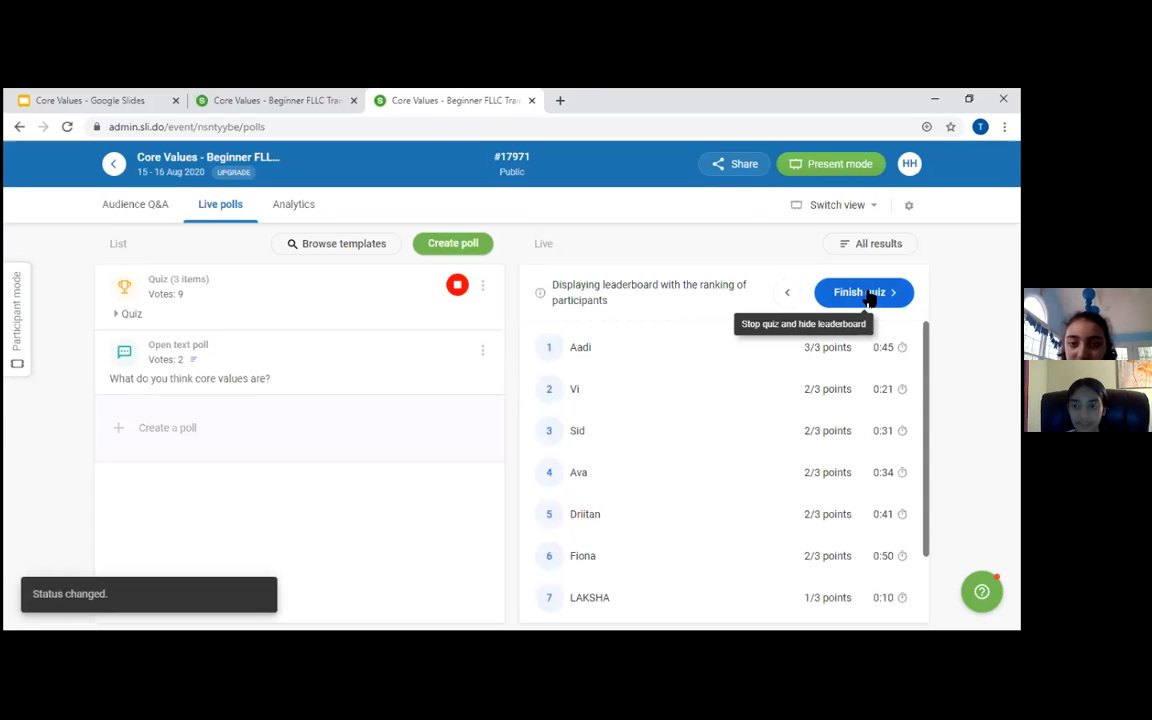 Core Values - Google Slides
Core Values - Beginner FLLC Train
Core Values - Beginner FLLC Train
admin.sli.do/event/nsntyybe/polls
T
Core Values - Beginner FLL...
15 - 16 Aug 2020 UPGRADE
#17971
Public
Share
Present mode
HH
Audience Q&A
Live polls
Analytics
Switch view
List
Browse templates
Create poll
Live
All results
Participant mode
Quiz (3 items)
Votes: 9
Quiz
Open text poll
Votes: 2
What do you think core values are?
Create a poll
Displaying leaderboard with the ranking of
participants
Finish quiz
Stop quiz and hide leaderboard
1 Aadi 3/3 points 0:45
2 Vi 2/3 points 0:21
3 Sid 2/3 points 0:31
4 Ava 2/3 points 0:34
5 Driitan 2/3 points 0:41
6 Fiona 2/3 points 0:50
7 LAKSHA 1/3 points 0:10
Status changed.